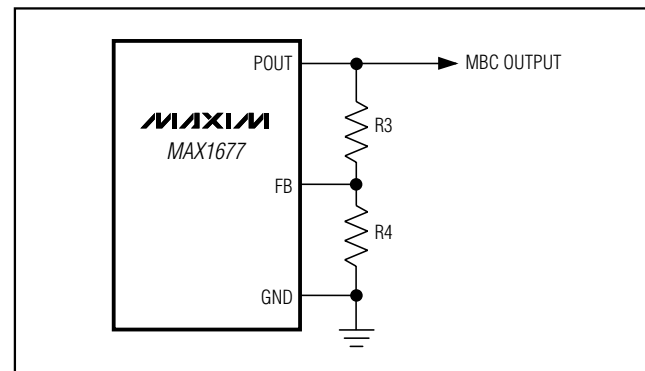 POUT
MBC OUTPUT
MAXIM
MAX1677
R3
FB
R4
GND